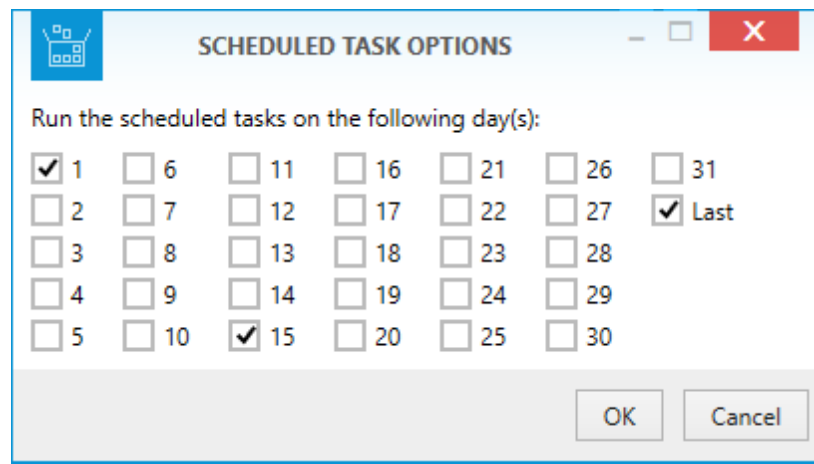 SCHEDULED TASK OPTIONS
Run the scheduled tasks on the following day(s):
1 6 11 16 21 26 31
2 7 12 17 22 27 Last
3 8 13 18 23 28
4 9 14 19 24 29
5 10 15 20 25 30
OK Cancel